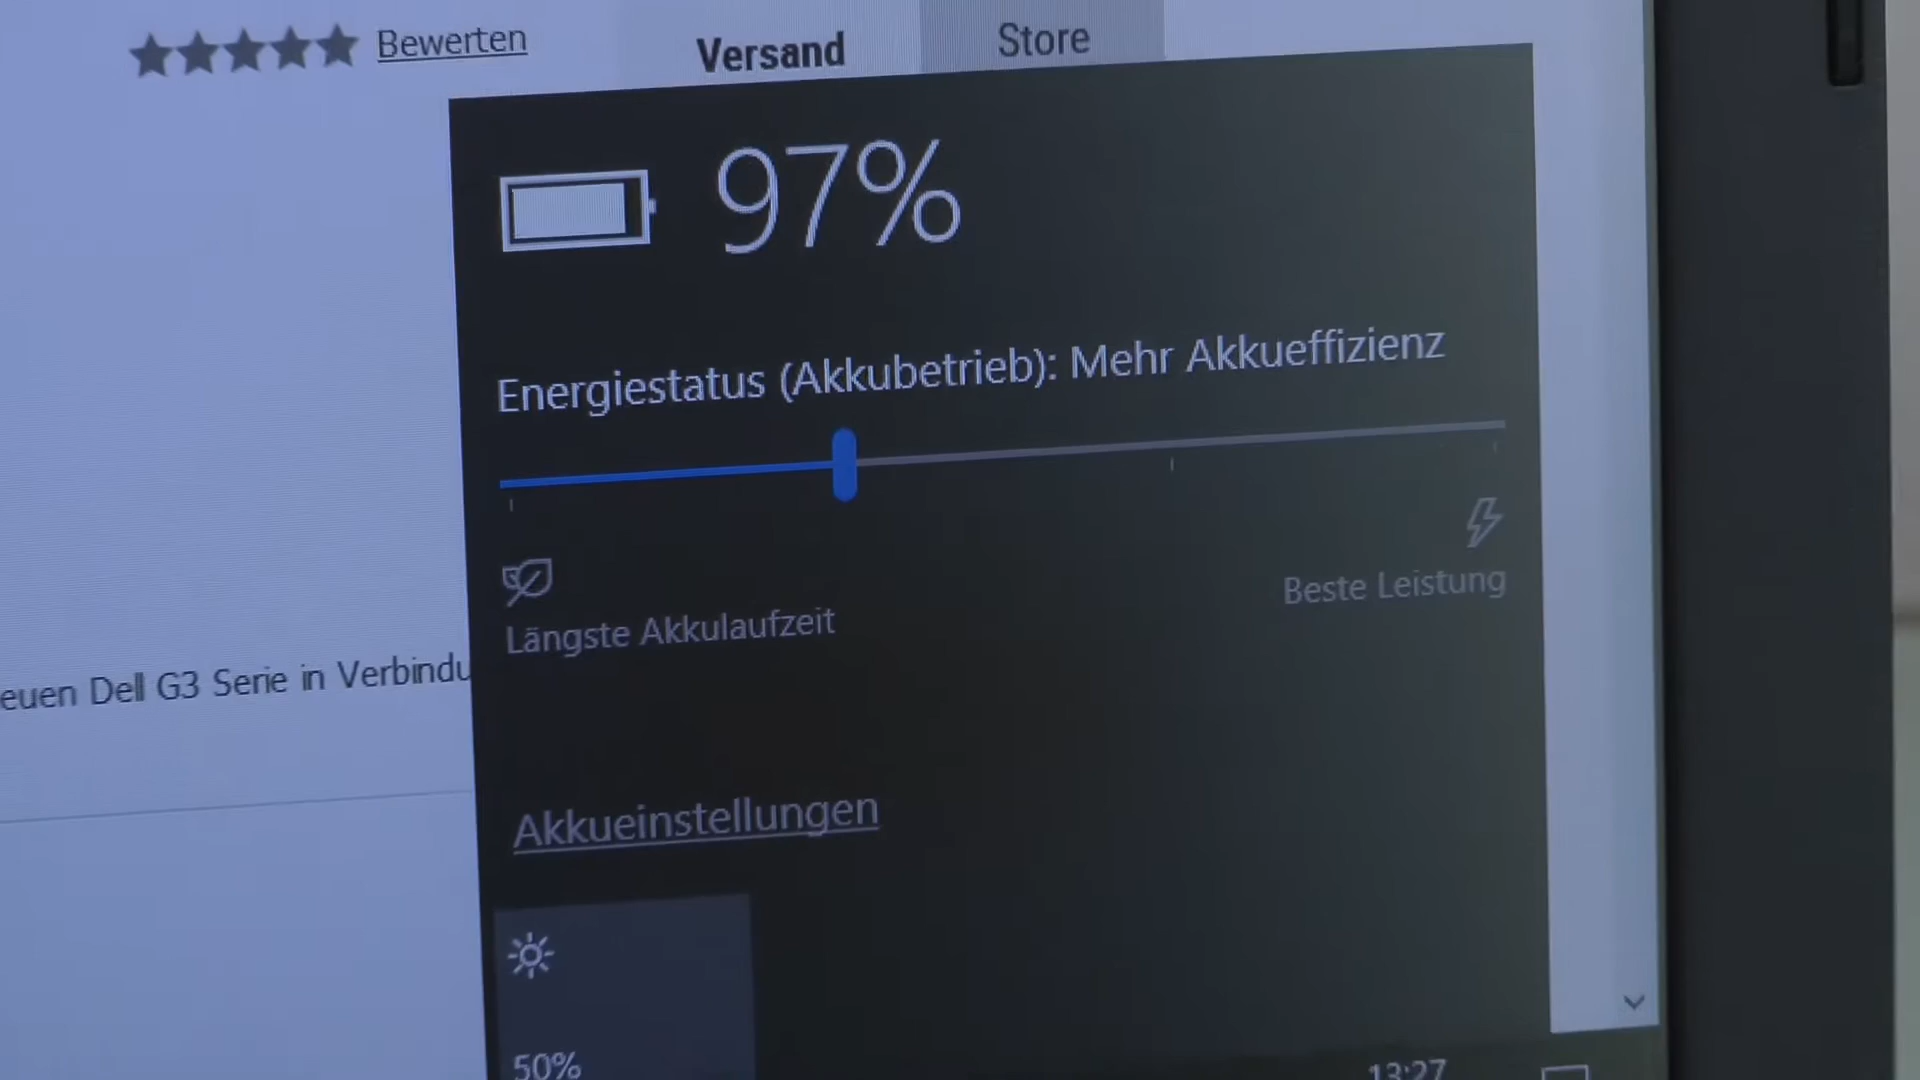 Bewerten
Versand
Store
97%
Energiestatus (Akkubetrieb): Mehr Akkueffizienz
Längste Akkulaufzeit
Beste Leistung
euen Dell G3 Serie in Verbindu
Akkueinstellungen
50%
13:27